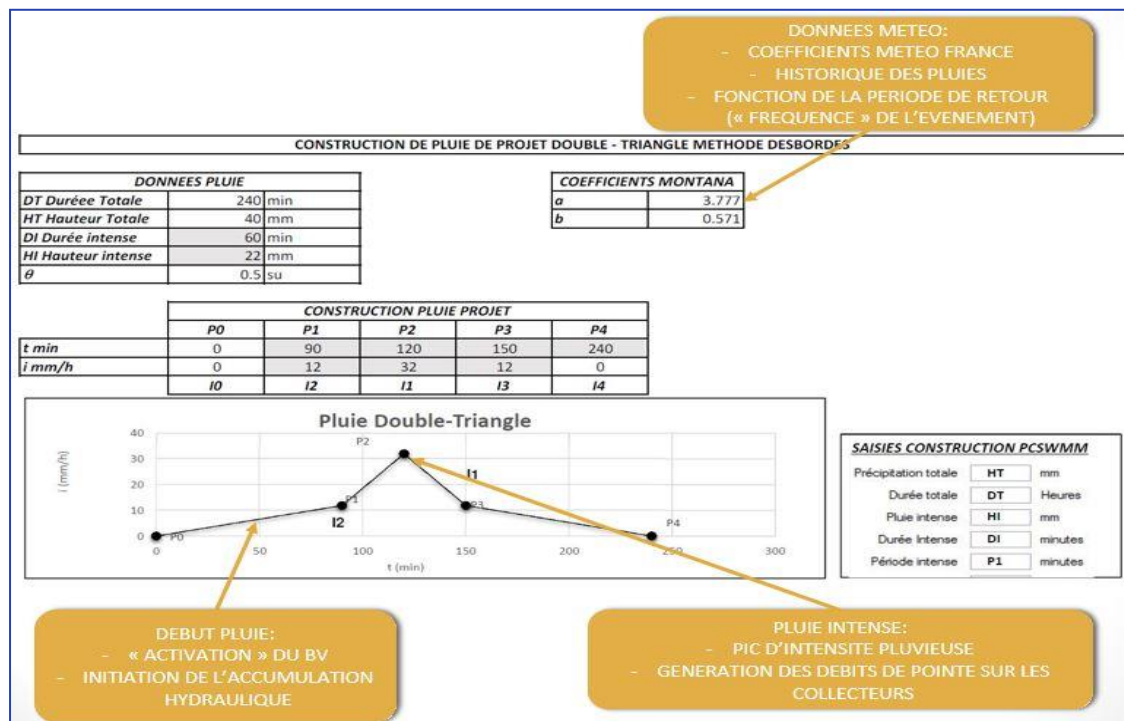 DONNEES METEO:
- COEFFICIENTS METEO FRANCE
- HISTORIQUE DES PLUIES
- FONCTION DE LA PERIODE DE RETOUR
(« FREQUENCE » DE L'EVENEMENT)
CONSTRUCTION DE PLUIE DE PROJET DOUBLE - TRIANGLE METHODE DESBORDES
DONNEES PLUIE
DT Duréee Totale 240 min
HT Hauteur Totale 40 mm
DI Durée intense 60 min
HI Hauteur intense 22 mm
θ 0.5 su
COEFFICIENTS MONTANA
a 3.777
b 0.571
CONSTRUCTION PLUIE PROJET
P0 P1 P2 P3 P4
t min 0 90 120 150 240
i mm/h 0 12 32 12 0
I0 I2 I1 I3 I4
Pluie Double-Triangle
i (mm/h)
40
30
20
10
0
P0
P1
P2
P3
P4
I2
I1
0 50 100 150 200 250 300
t (min)
SAISIES CONSTRUCTION PCSWMM
Précipitation totale HT mm
Durée totale DT Heures
Pluie intense HI mm
Durée Intense DI minutes
Période intense P1 minutes
DEBUT PLUIE:
- « ACTIVATION » DU BV
- INITIATION DE L'ACCUMULATION
HYDRAULIQUE
PLUIE INTENSE:
- PIC D'INTENSITE PLUVIEUSE
- GENERATION DES DEBITS DE POINTE SUR LES
COLLECTEURS